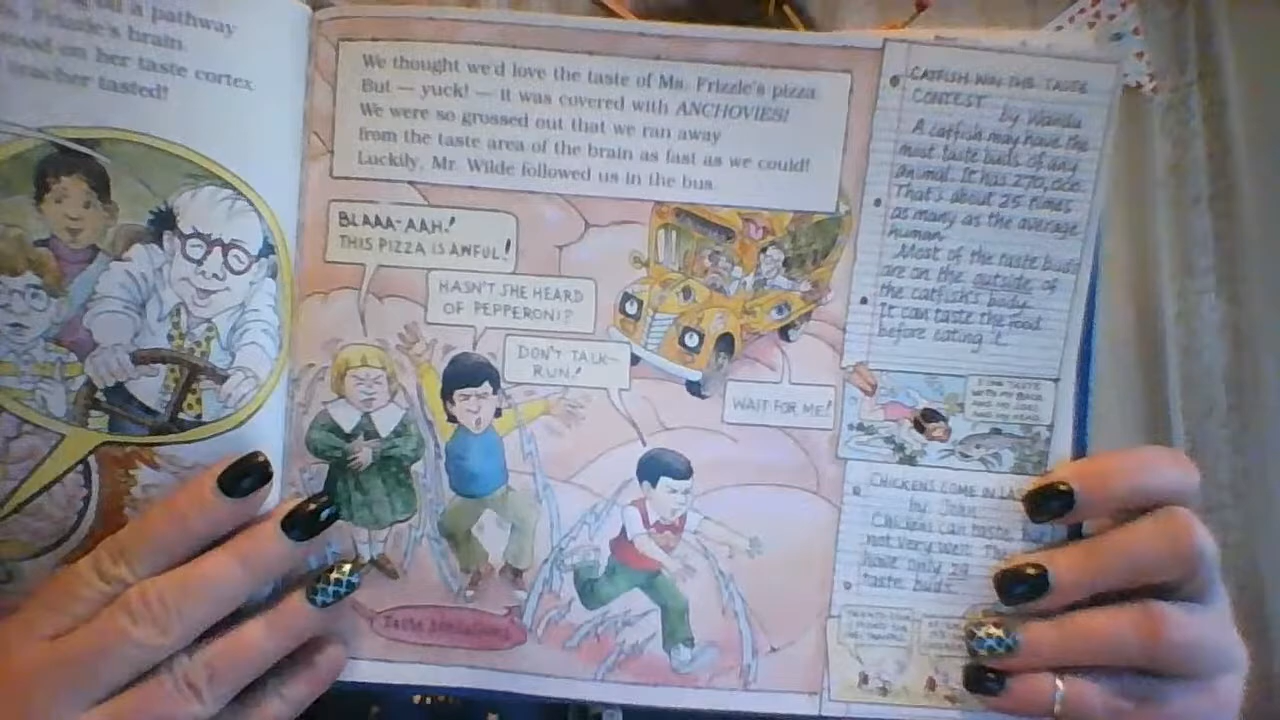 a pathway
Frizzle's brain.
on her taste cortex
teacher tasted!
We thought we'd love the taste of Ms. Frizzle's pizza.
But — yuck! — it was covered with ANCHOVIES!
We were so grossed out that we ran away
from the taste area of the brain as fast as we could!
Luckily, Mr. Wilde followed us in the bus.
BLAAA-AAH!
THIS PIZZA IS AWFUL!
HASN'T SHE HEARD
OF PEPPERONI?
DON'T TALK—
RUN!
WAIT FOR ME!
Taste
CATFISH WIN THE TASTE
CONTEST
by Wanda
A catfish may have the
most taste buds of any
animal. It has 270,000.
That's about 25 times
as many as the average
human.
Most of the taste buds
are on the outside of
the catfish's body.
It can taste the food
before eating it.
TASTE
WITH MY
AND MY
CHICKENS COME IN LA
by John
Chickens can taste
not very well.
have only 24
taste buds.